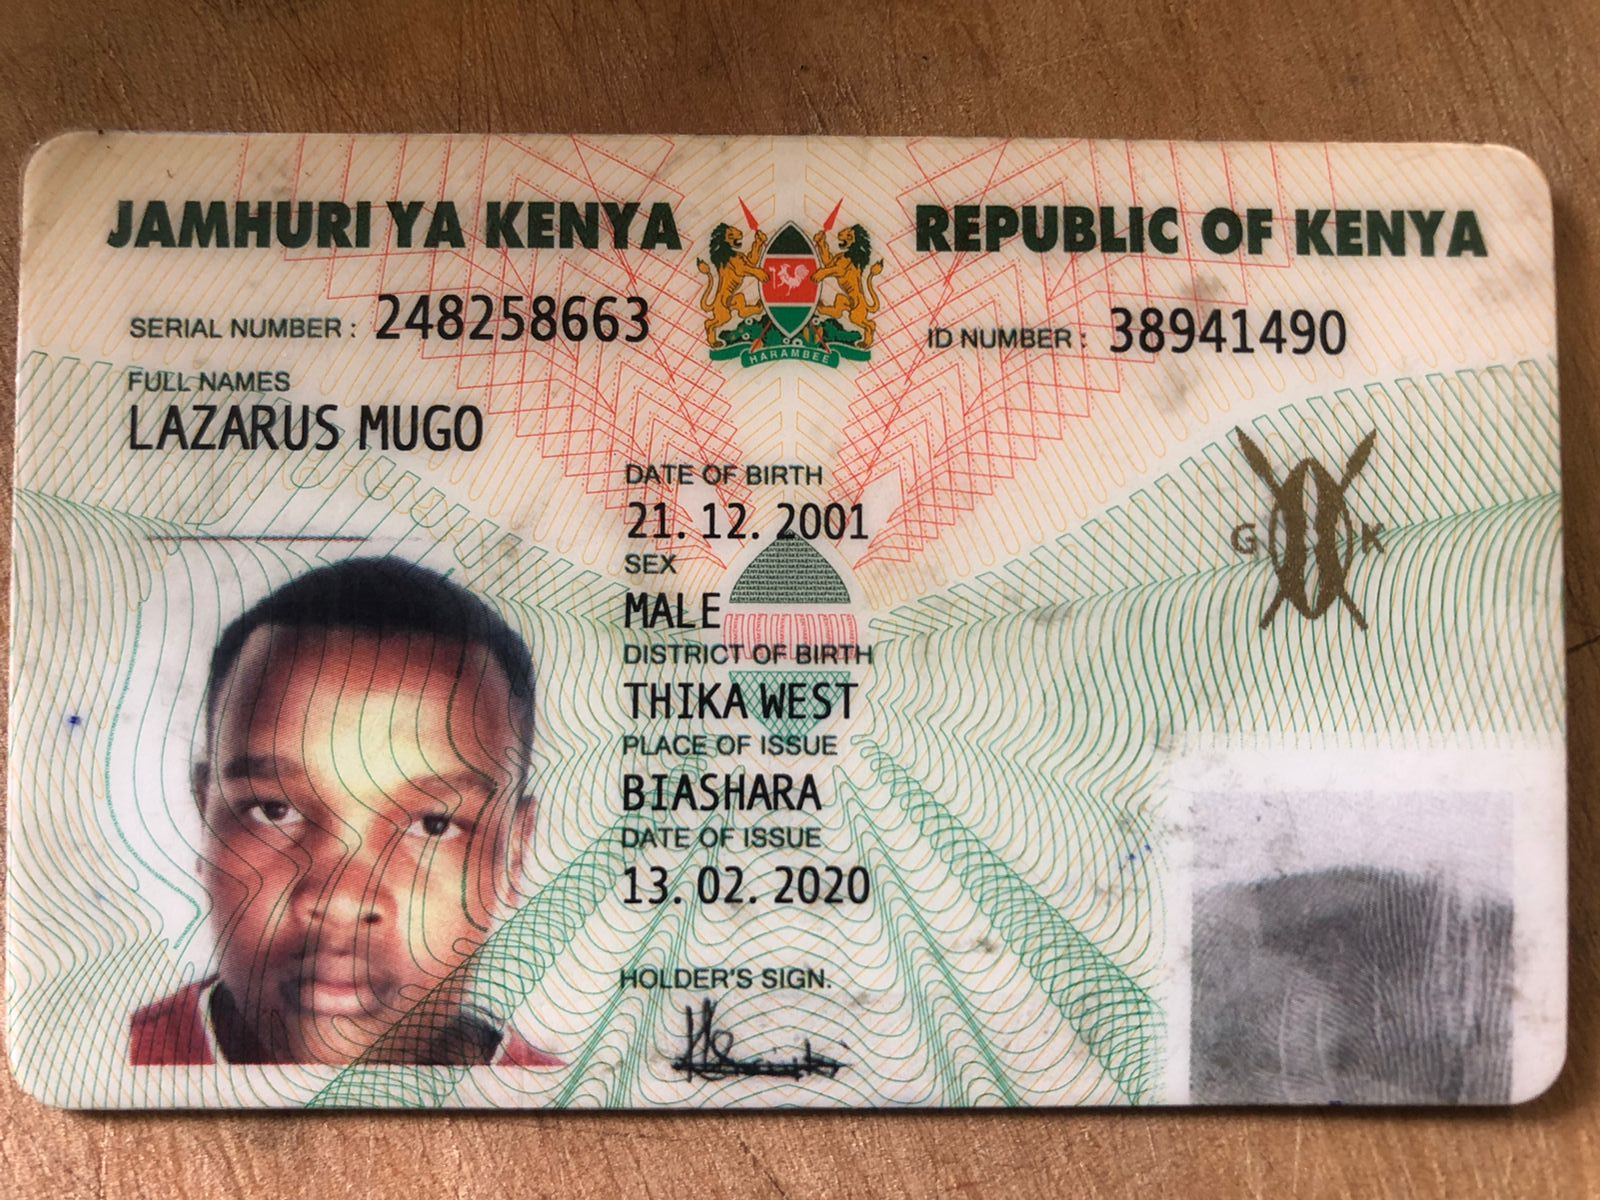 JAMHURI YA KENYA
REPUBLIC OF KENYA
HARAMBEE
SERIAL NUMBER : 248258663
ID NUMBER : 38941490
FULL NAMES
LAZARUS MUGO
DATE OF BIRTH
21. 12. 2001
SEX
MALE
DISTRICT OF BIRTH
THIKA WEST
PLACE OF ISSUE
BIASHARA
DATE OF ISSUE
13. 02. 2020
HOLDER'S SIGN.
G K